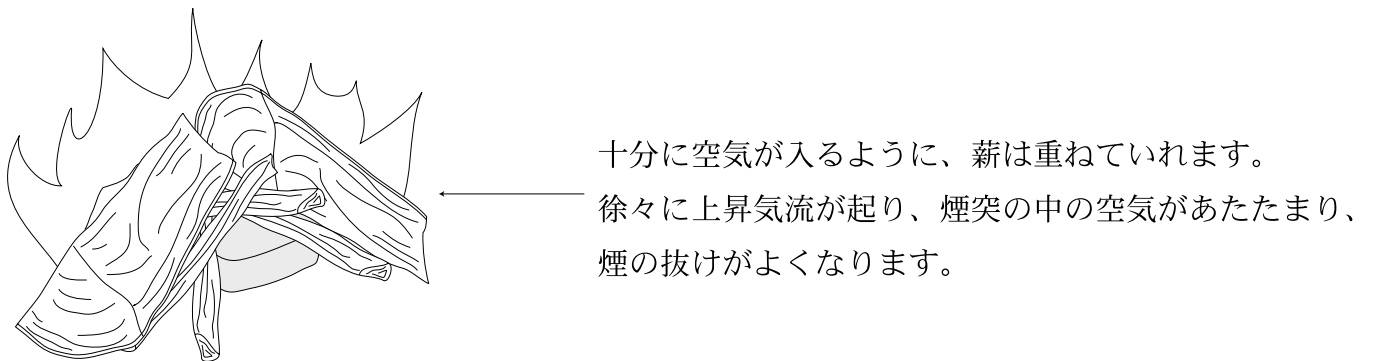 十分に空気が入るように、薪は重ねていれます。
徐々に上昇気流が起り、煙突の中の空気があたたまり、
煙の抜けがよくなります。